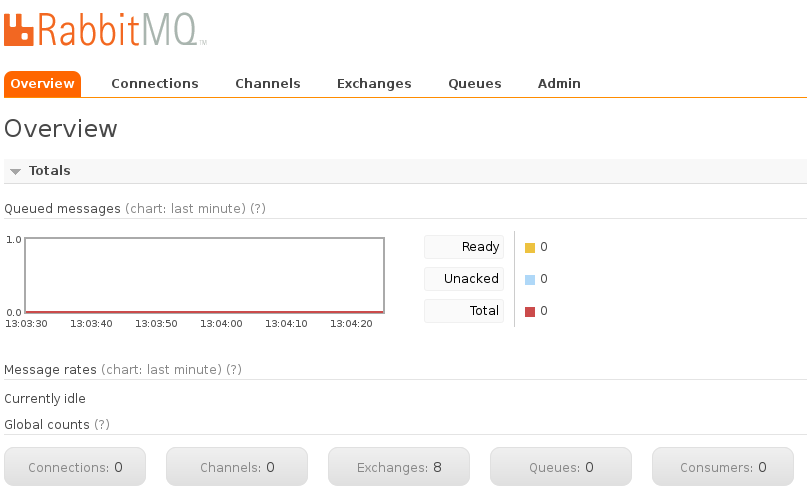 RabbitMQ™
Overview Connections Channels Exchanges Queues Admin
Overview
Totals
Queued messages (chart: last minute) (?)
1.0
0.0
13:03:30 13:03:40 13:03:50 13:04:00 13:04:10 13:04:20
Ready 0
Unacked 0
Total 0
Message rates (chart: last minute) (?)
Currently idle
Global counts (?)
Connections: 0 Channels: 0 Exchanges: 8 Queues: 0 Consumers: 0